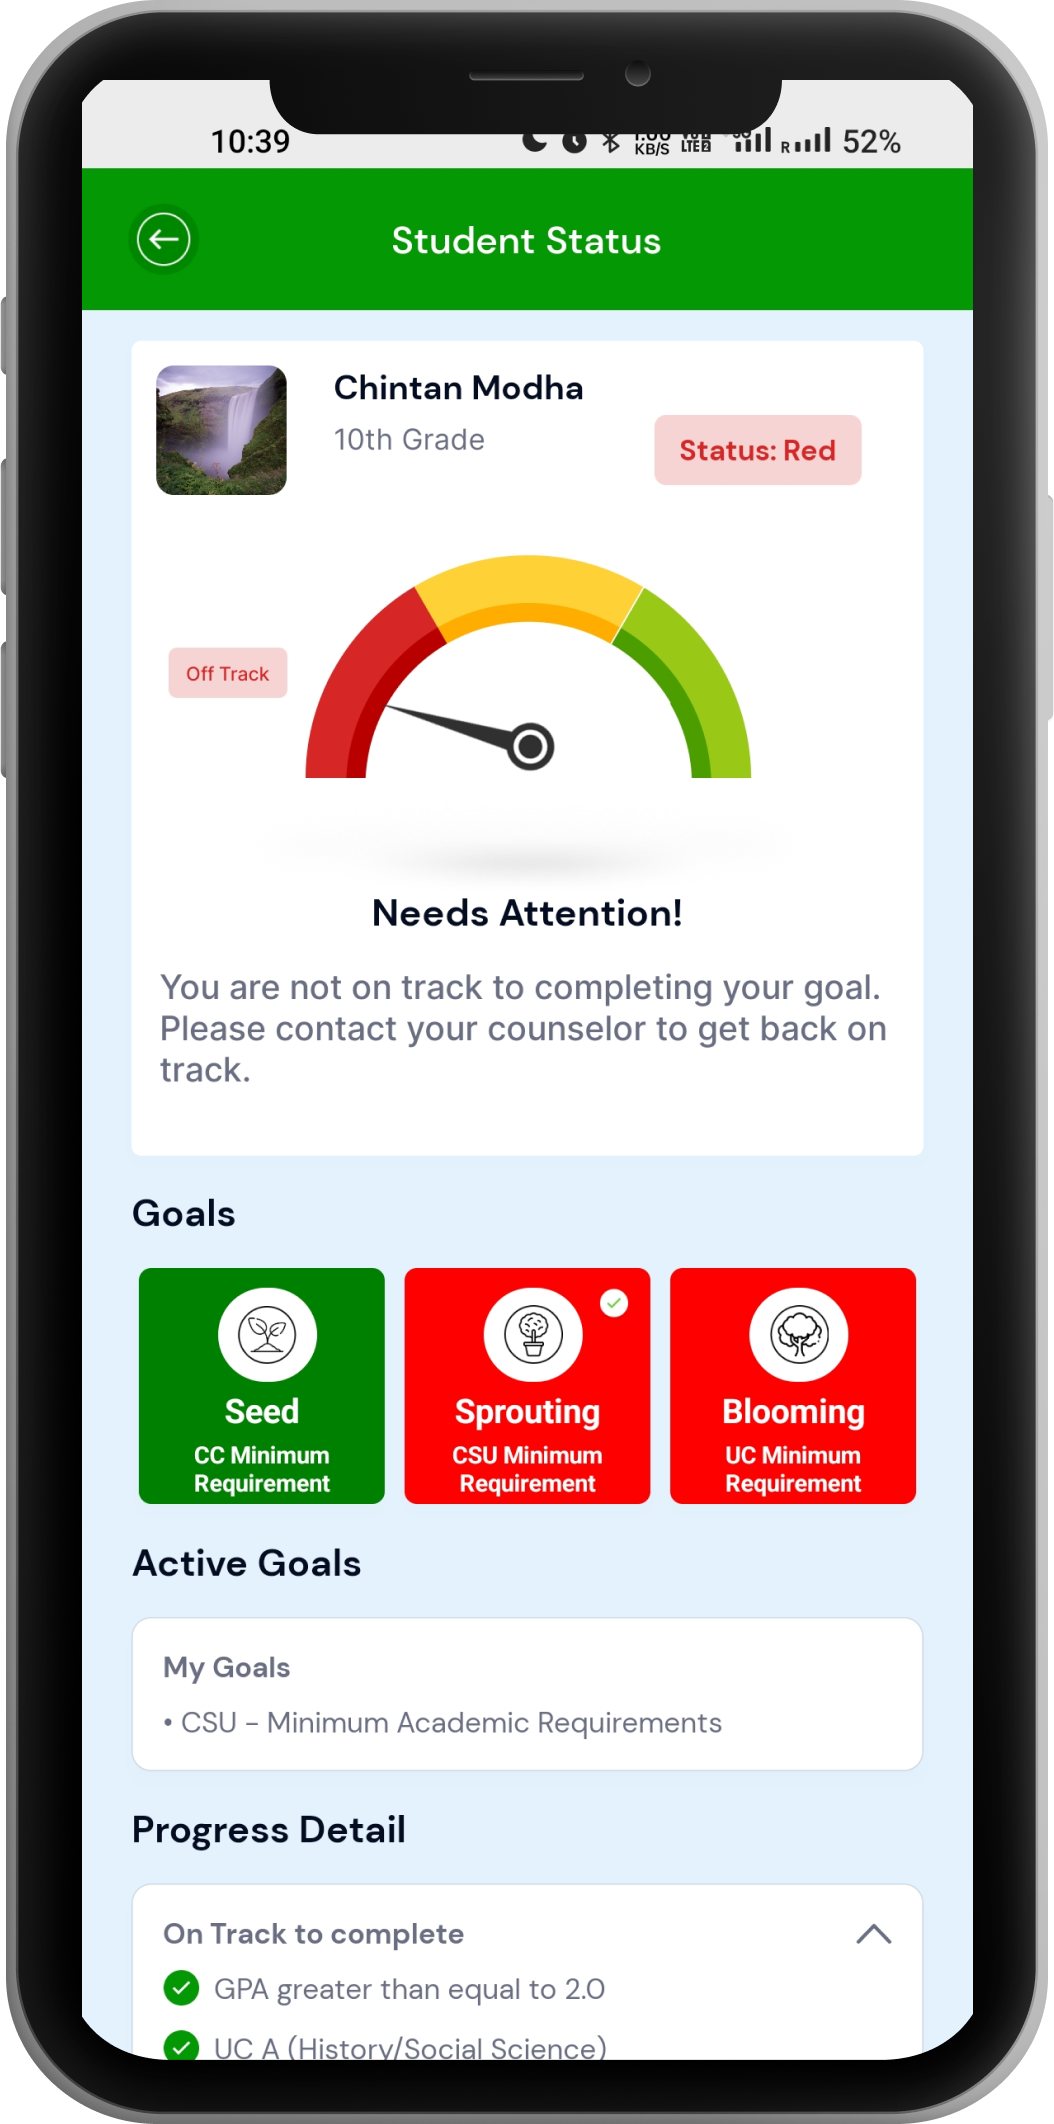 10:39
KB/S
LTE2
R
52%
Student Status
Chintan Modha
10th Grade
Status: Red
Off Track
Needs Attention!
You are not on track to completing your goal.
Please contact your counselor to get back on
track.
Goals
Seed
CC Minimum
Requirement
Sprouting
CSU Minimum
Requirement
Blooming
UC Minimum
Requirement
Active Goals
My Goals
• CSU - Minimum Academic Requirements
Progress Detail
On Track to complete
GPA greater than equal to 2.0
UC A (History/Social Science)